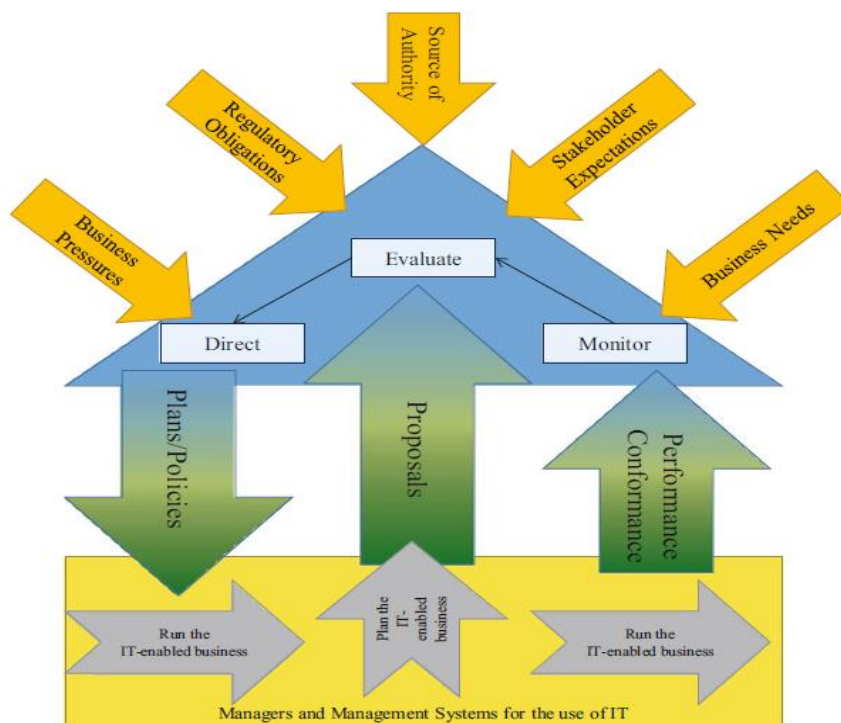 Source of
Authority
Regulatory
Obligations
Stakeholder
Expectations
Business
Pressures
Business Needs
Evaluate
Direct
Monitor
Plans/Policies
Proposals
Performance
Conformance
Run the
IT-enabled business
Plan the
IT-
enabled
business
Run the
IT-enabled business
Managers and Management Systems for the use of IT